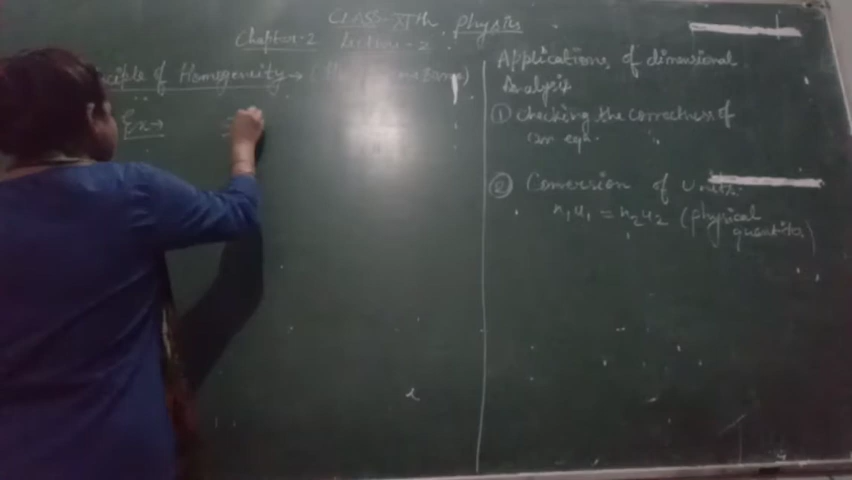 CLASS-XIth Physics
Chapter-2 Lecture-2
ciple of Homogeneity →
Ex→
Applications of dimensional
Analysis
① Checking the correctness of
an eqn.
② Conversion of Units.
n₁u₁ = n₂u₂ (physical
quantity)